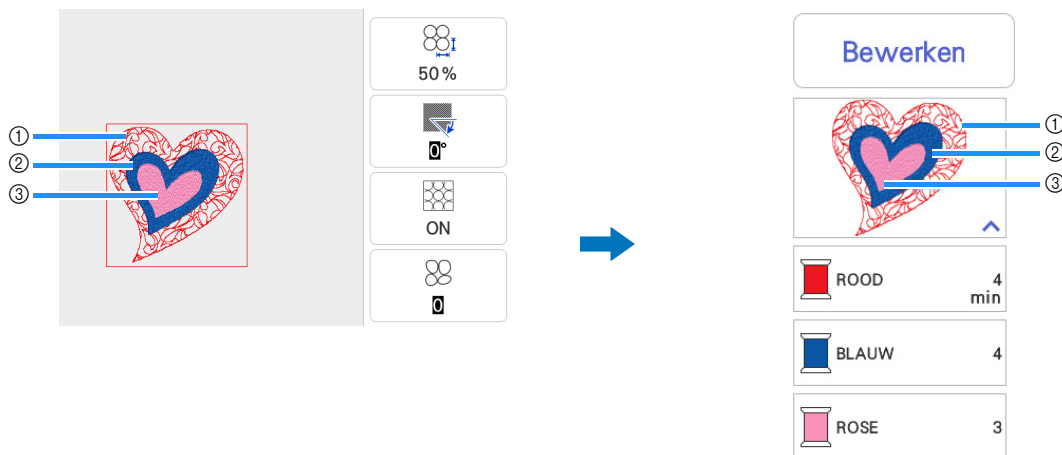 50%
0°
ON
0
①
②
③
Bewerken
①
②
③
ROOD 4
min
BLAUW 4
ROSE 3